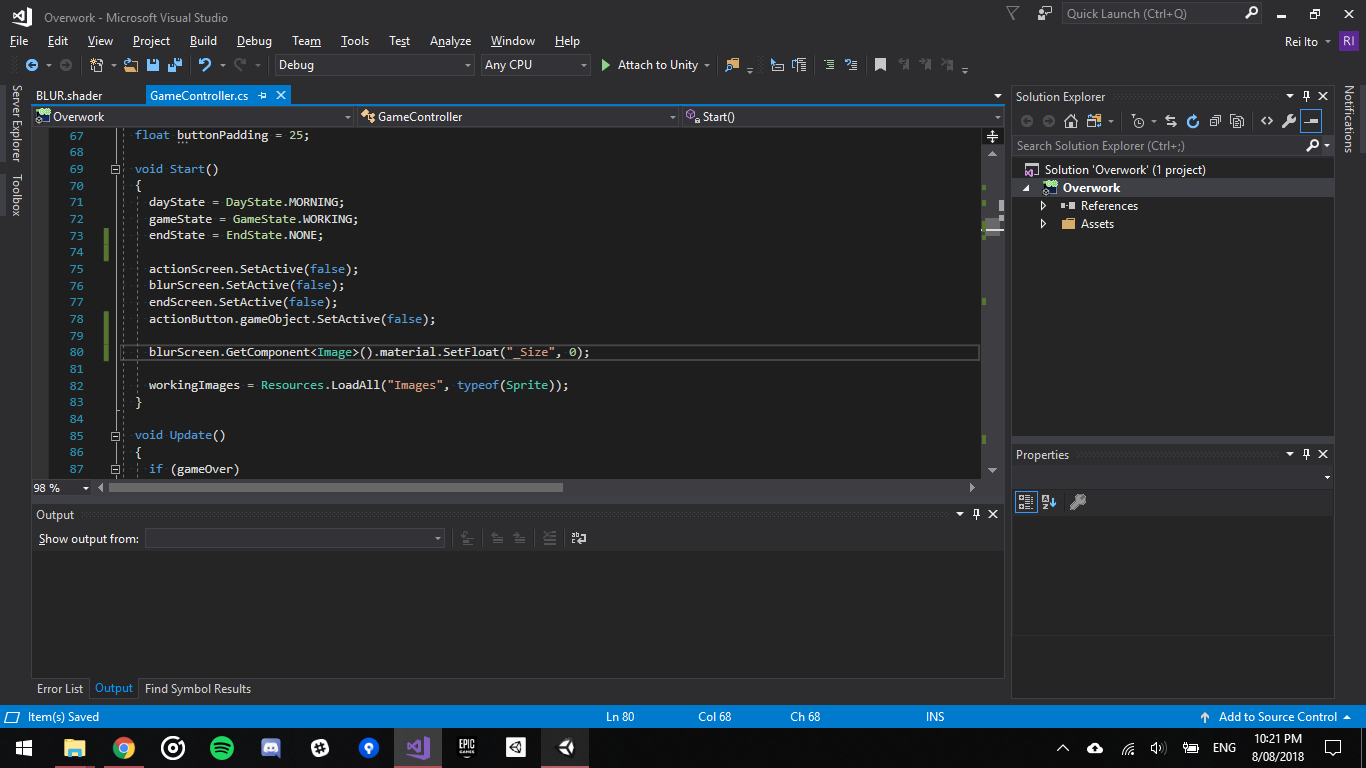 Overwork - Microsoft Visual Studio
Quick Launch (Ctrl+Q)
File Edit View Project Build Debug Team Tools Test Analyze Window Help
Rei Ito RI
Debug Any CPU Attach to Unity
Server Explorer
Toolbox
BLUR.shader GameController.cs
Overwork GameController Start()
67 float buttonPadding = 25;
68
69 void Start()
70 {
71 dayState = DayState.MORNING;
72 gameState = GameState.WORKING;
73 endState = EndState.NONE;
74
75 actionScreen.SetActive(false);
76 blurScreen.SetActive(false);
77 endScreen.SetActive(false);
78 actionButton.gameObject.SetActive(false);
79
80 blurScreen.GetComponent<Image>().material.SetFloat("_Size", 0);
81
82 workingImages = Resources.LoadAll("Images", typeof(Sprite));
83 }
84
85 void Update()
86 {
87 if (gameOver)
98 %
Output
Show output from:
Error List Output Find Symbol Results
Solution Explorer
Search Solution Explorer (Ctrl+;)
Solution 'Overwork' (1 project)
Overwork
References
Assets
Properties
Notifications
Item(s) Saved Ln 80 Col 68 Ch 68 INS Add to Source Control
EPIC
GAMES
ENG
10:21 PM
8/08/2018